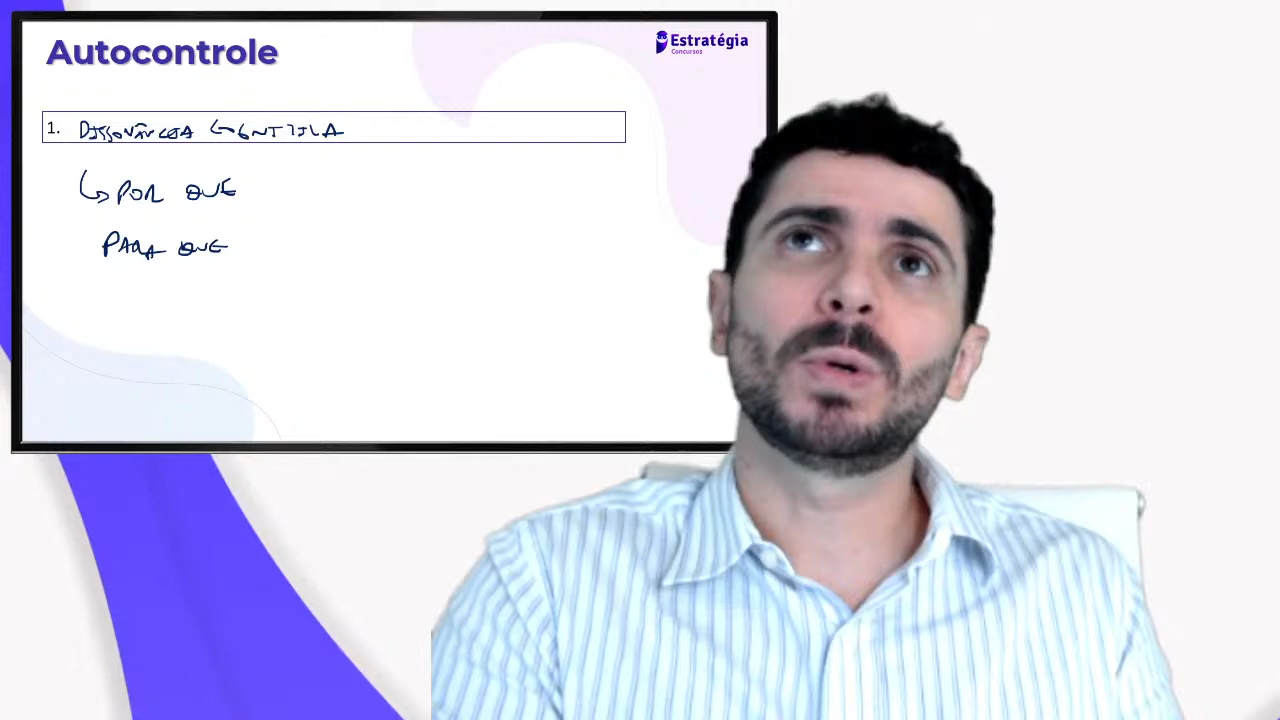 Autocontrole
Estratégia
Concursos
1. DISSONÂNCIA COGNITIVA
↳ POR QUE
PARA QUE